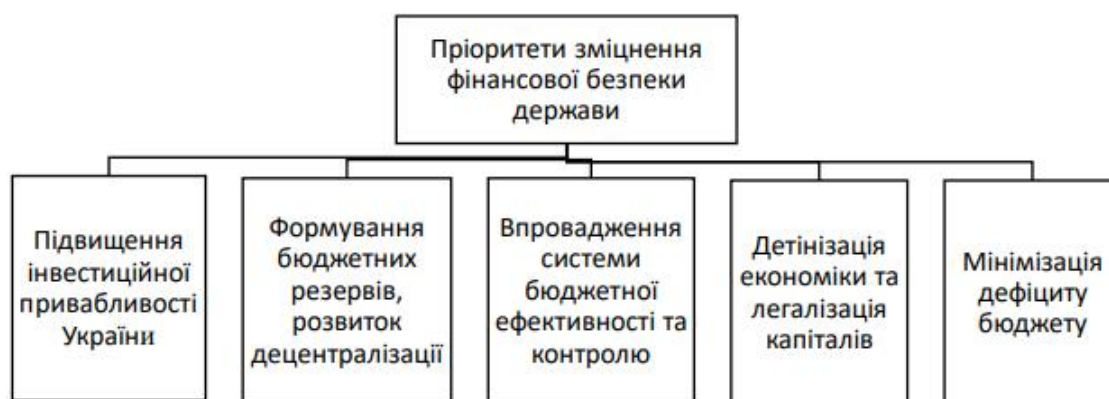 Пріоритети зміцнення
фінансової безпеки
держави
Підвищення
інвестиційної
привабливості
України
Формування
бюджетних
резервів,
розвиток
децентралізації
Впровадження
системи
бюджетної
ефективності та
контролю
Детінізація
економіки та
легалізація
капіталів
Мінімізація
дефіциту
бюджету